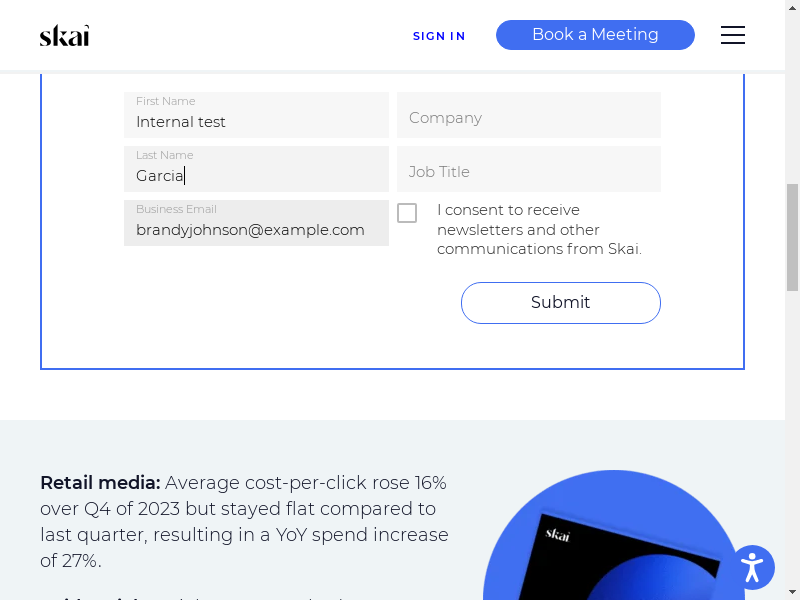 skai
SIGN IN
Book a Meeting
First Name
Internal test
Company
Last Name
Garcia
Job Title
Business Email
brandyjohnson@example.com
I consent to receive
newsletters and other
communications from Skai.
Submit
Retail media: Average cost-per-click rose 16%
over Q4 of 2023 but stayed flat compared to
last quarter, resulting in a YoY spend increase
of 27%.
skai